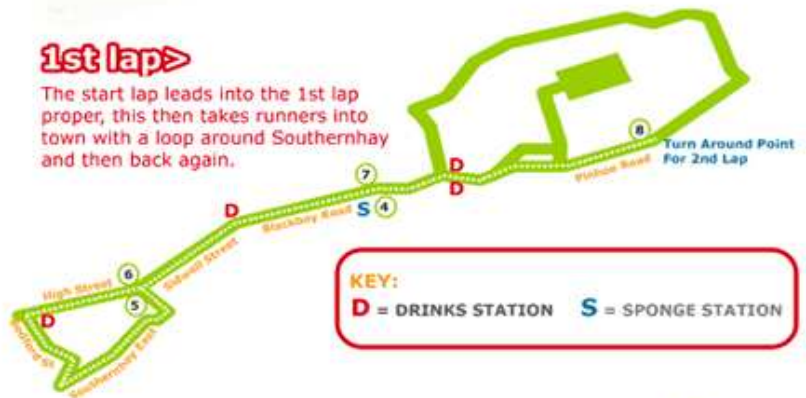 1st lap>
The start lap leads into the 1st lap
proper, this then takes runners into
town with a loop around Southernhay
and then back again.
8
Turn Around Point
For 2nd Lap
Pinhoe Road
D
D
7
Blackboy Road
S
4
D
Sidwell Street
6
High Street
5
D
Bedford St
Southernhay East
KEY:
D = DRINKS STATION S = SPONGE STATION